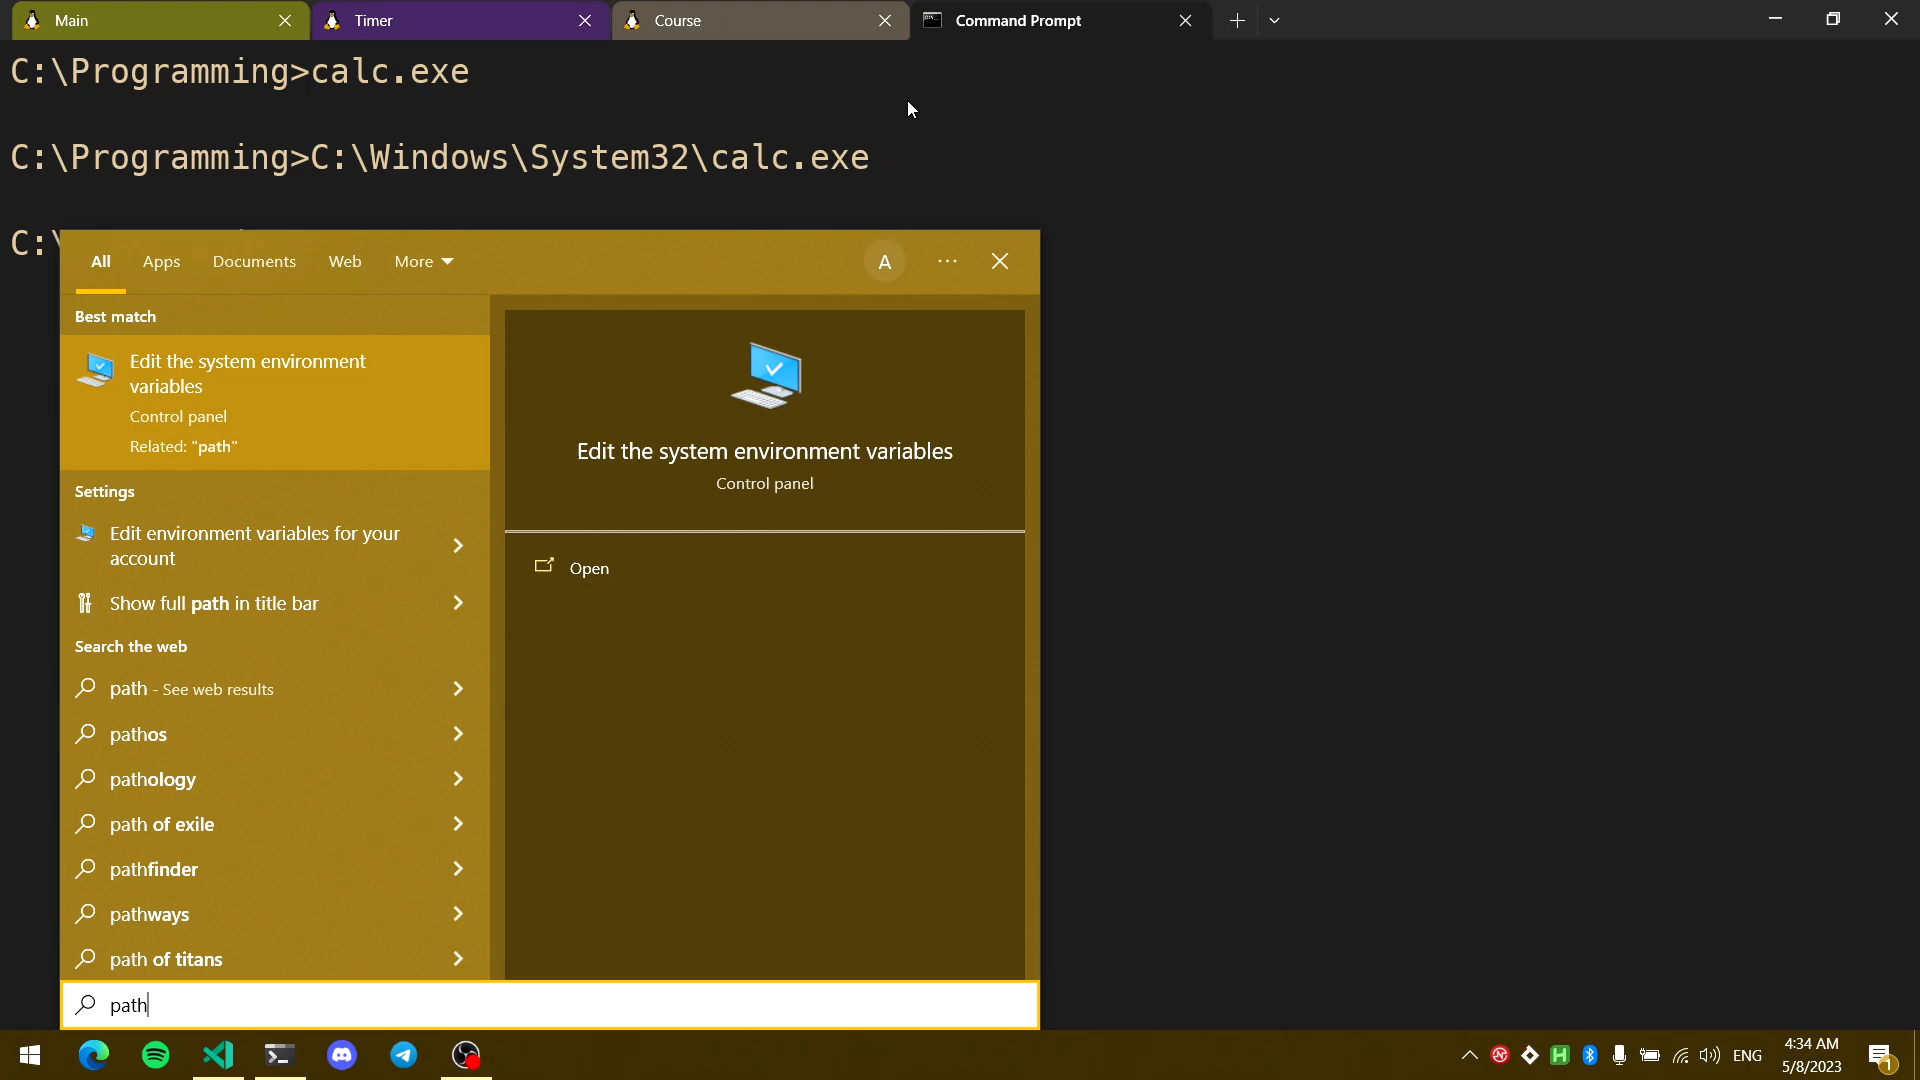 Main
Timer
Course
Command Prompt
C:\Programming>calc.exe
C:\Programming>C:\Windows\System32\calc.exe
C:\
All
Apps
Documents
Web
More
A
Best match
Edit the system environment
variables
Control panel
Related: "path"
Settings
Edit environment variables for your
account
Show full path in title bar
Search the web
path - See web results
pathos
pathology
path of exile
pathfinder
pathways
path of titans
Edit the system environment variables
Control panel
Open
path
ENG
4:34 AM
5/8/2023
1